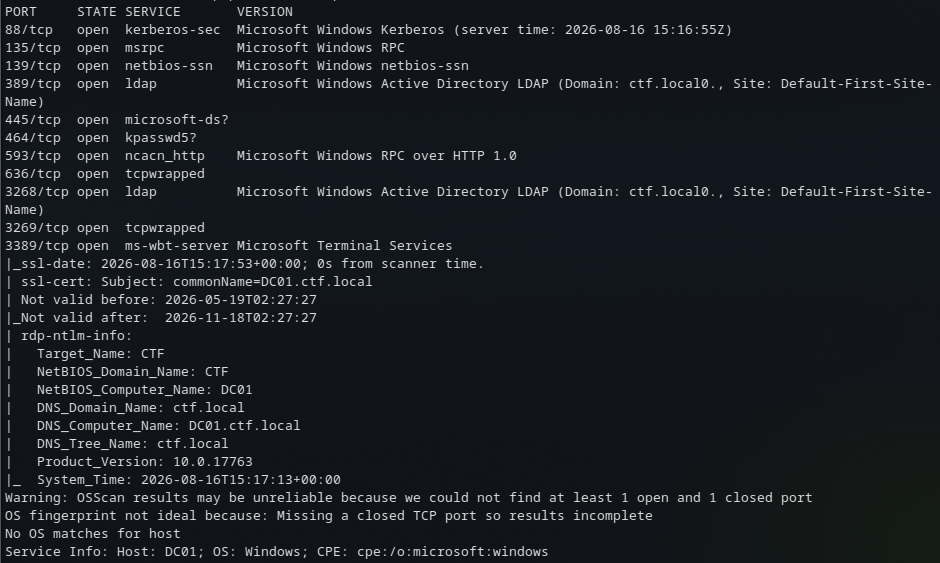 PORT     STATE SERVICE       VERSION
88/tcp   open  kerberos-sec  Microsoft Windows Kerberos (server time: 2026-08-16 15:16:55Z)
135/tcp  open  msrpc         Microsoft Windows RPC
139/tcp  open  netbios-ssn   Microsoft Windows netbios-ssn
389/tcp  open  ldap          Microsoft Windows Active Directory LDAP (Domain: ctf.local0., Site: Default-First-Site-
Name)
445/tcp  open  microsoft-ds?
464/tcp  open  kpasswd5?
593/tcp  open  ncacn_http    Microsoft Windows RPC over HTTP 1.0
636/tcp  open  tcpwrapped
3268/tcp open  ldap          Microsoft Windows Active Directory LDAP (Domain: ctf.local0., Site: Default-First-Site-
Name)
3269/tcp open  tcpwrapped
3389/tcp open  ms-wbt-server Microsoft Terminal Services
|_ssl-date: 2026-08-16T15:17:53+00:00; 0s from scanner time.
| ssl-cert: Subject: commonName=DC01.ctf.local
| Not valid before: 2026-05-19T02:27:27
|_Not valid after:  2026-11-18T02:27:27
| rdp-ntlm-info:
|   Target_Name: CTF
|   NetBIOS_Domain_Name: CTF
|   NetBIOS_Computer_Name: DC01
|   DNS_Domain_Name: ctf.local
|   DNS_Computer_Name: DC01.ctf.local
|   DNS_Tree_Name: ctf.local
|   Product_Version: 10.0.17763
|_  System_Time: 2026-08-16T15:17:13+00:00
Warning: OSScan results may be unreliable because we could not find at least 1 open and 1 closed port
OS fingerprint not ideal because: Missing a closed TCP port so results incomplete
No OS matches for host
Service Info: Host: DC01; OS: Windows; CPE: cpe:/o:microsoft:windows